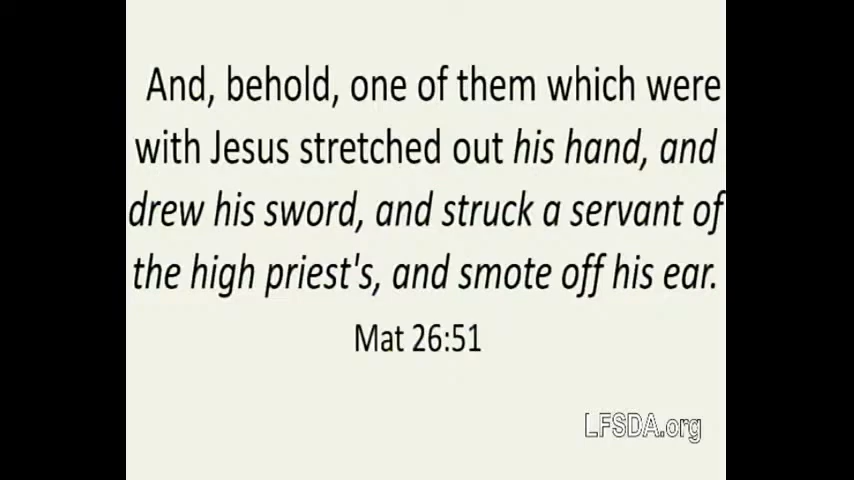 And, behold, one of them which were
with Jesus stretched out his hand, and
drew his sword, and struck a servant of
the high priest's, and smote off his ear.
Mat 26:51
LFSDA.org